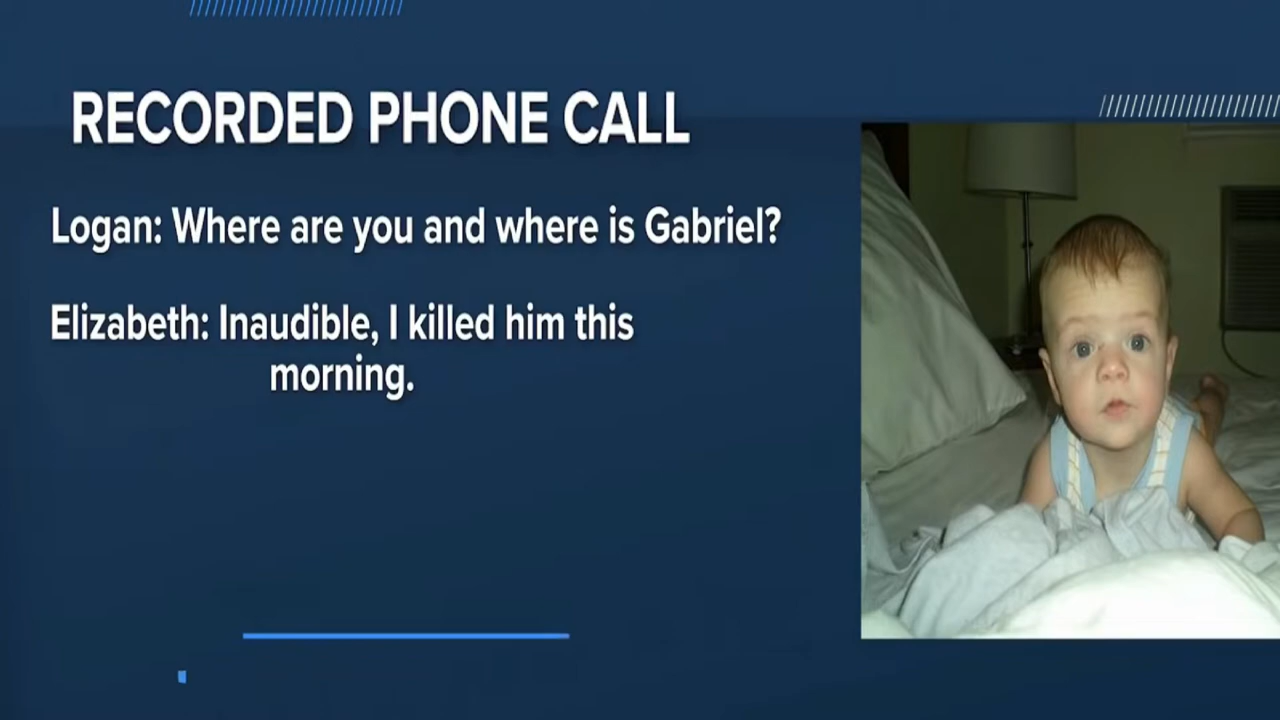 RECORDED PHONE CALL
Logan: Where are you and where is Gabriel?
Elizabeth: Inaudible, I killed him this
morning.